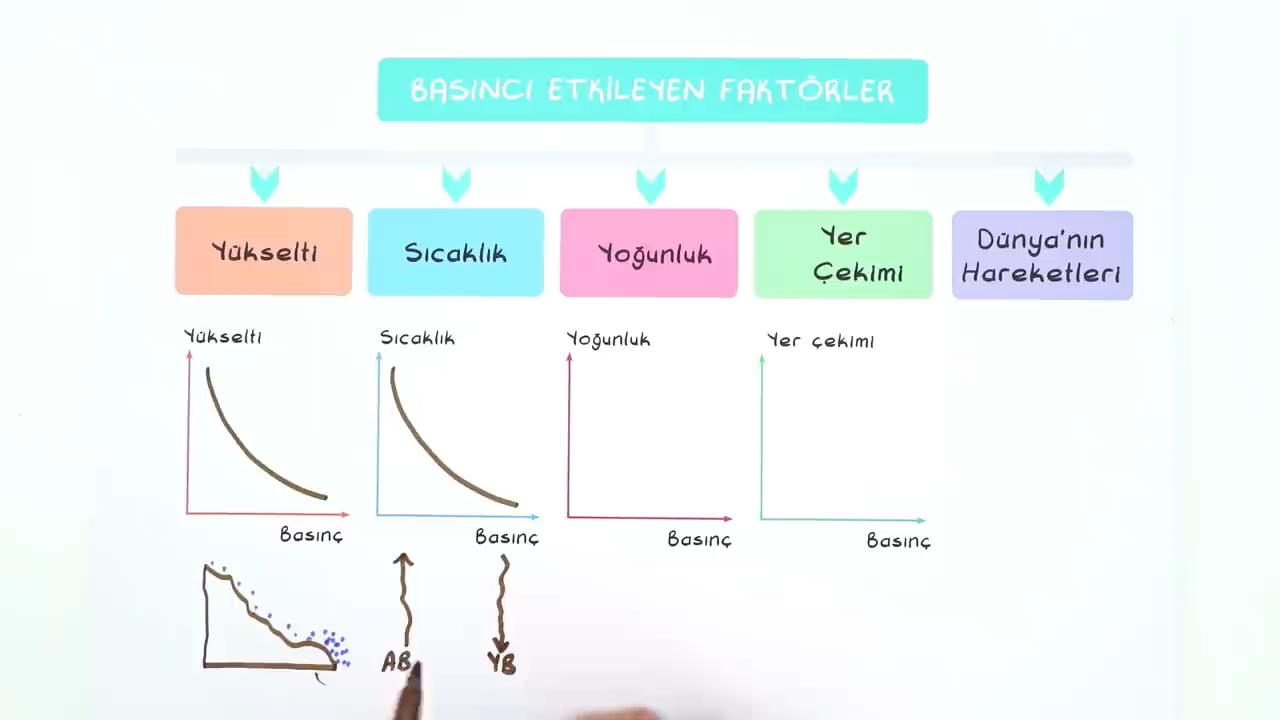 BASINCI ETKİLEYEN FAKTÖRLER
Yükselti
Sıcaklık
Yoğunluk
Yer
Çekimi
Dünya'nın
Hareketleri
Yükselti
Sıcaklık
Yoğunluk
Yer çekimi
Basınç
Basınç
Basınç
Basınç
AB
YB